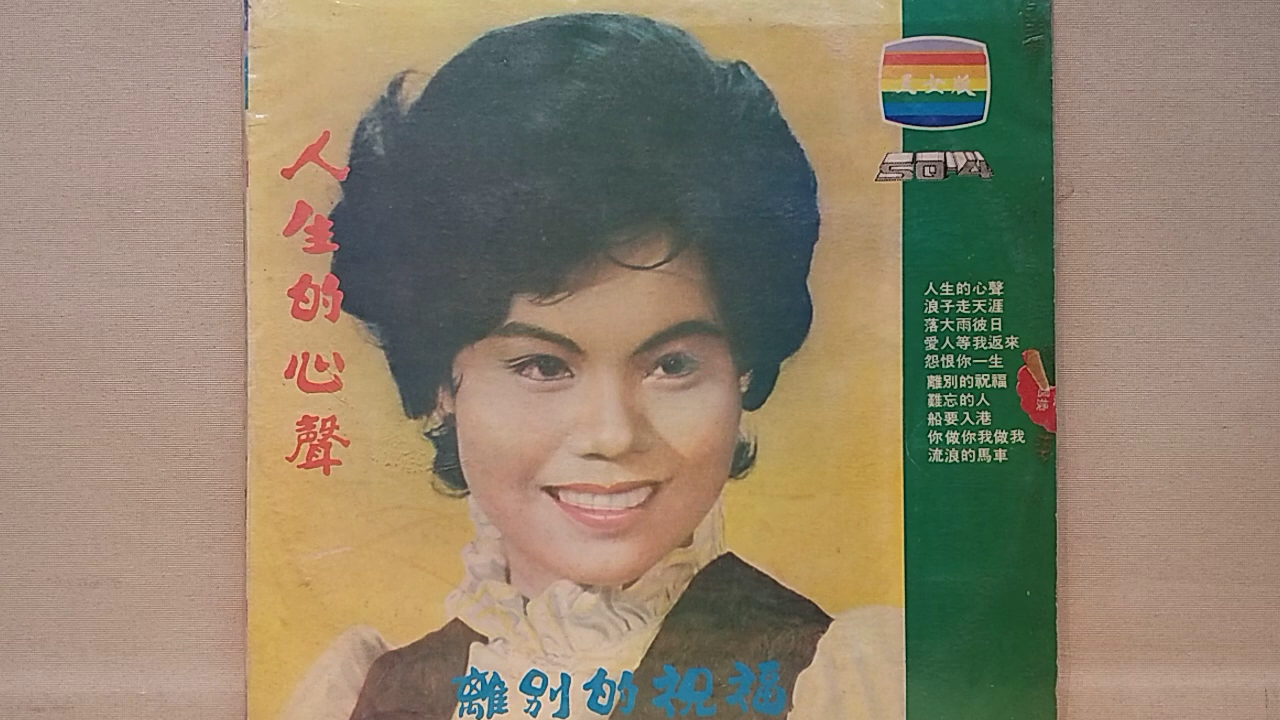 人生的心聲
離別的祝福
5074
人生的心聲
浪子走天涯
落大雨彼日
愛人等我返來
怨恨你一生
離別的祝福
難忘的人
船要入港
你做你我做我
流浪的馬車